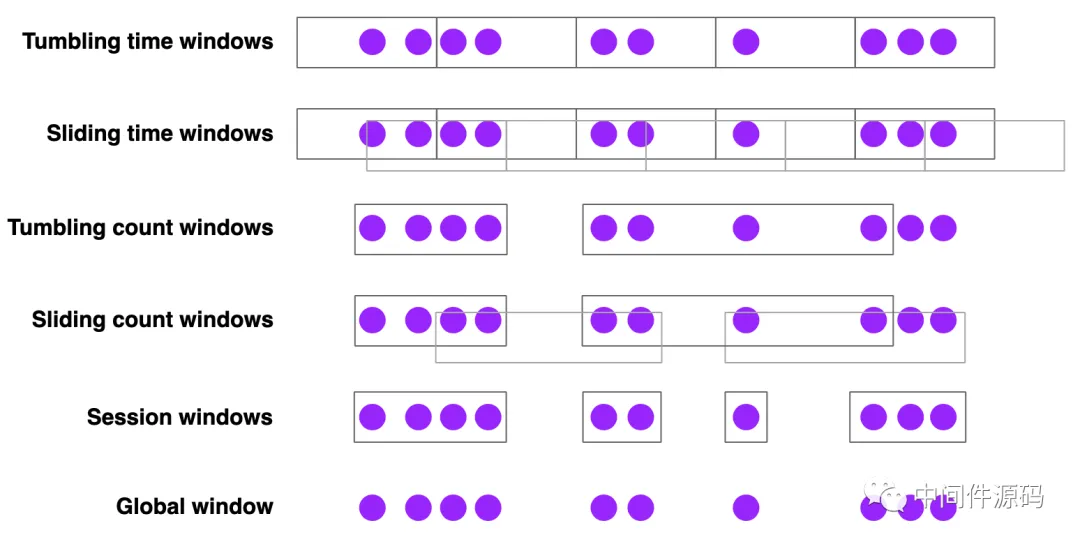 Tumbling time windows
Sliding time windows
Tumbling count windows
Sliding count windows
Session windows
Global window
中间件源码